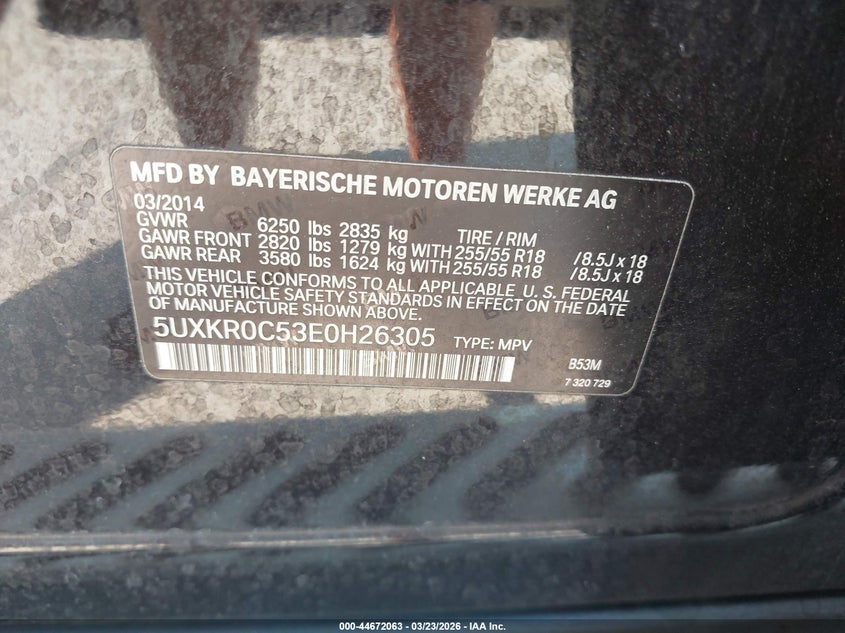 MFD BY BAYERISCHE MOTOREN WERKE AG
03/2014
GVWR 6250 lbs 2835 kg TIRE / RIM
GAWR FRONT 2820 lbs 1279 kg WITH 255/55 R18 /8.5J x 18
GAWR REAR 3580 lbs 1624 kg WITH 255/55 R18 /8.5J x 18
THIS VEHICLE CONFORMS TO ALL APPLICABLE U.S. FEDERAL
MOTOR VEHICLE SAFETY STANDARDS IN EFFECT ON THE DATE
OF MANUFACTURE SHOWN ABOVE.
5UXKR0C53E0H26305 TYPE: MPV
B53M
7 320 729
000-44672063 - 03/23/2026 - IAA Inc.